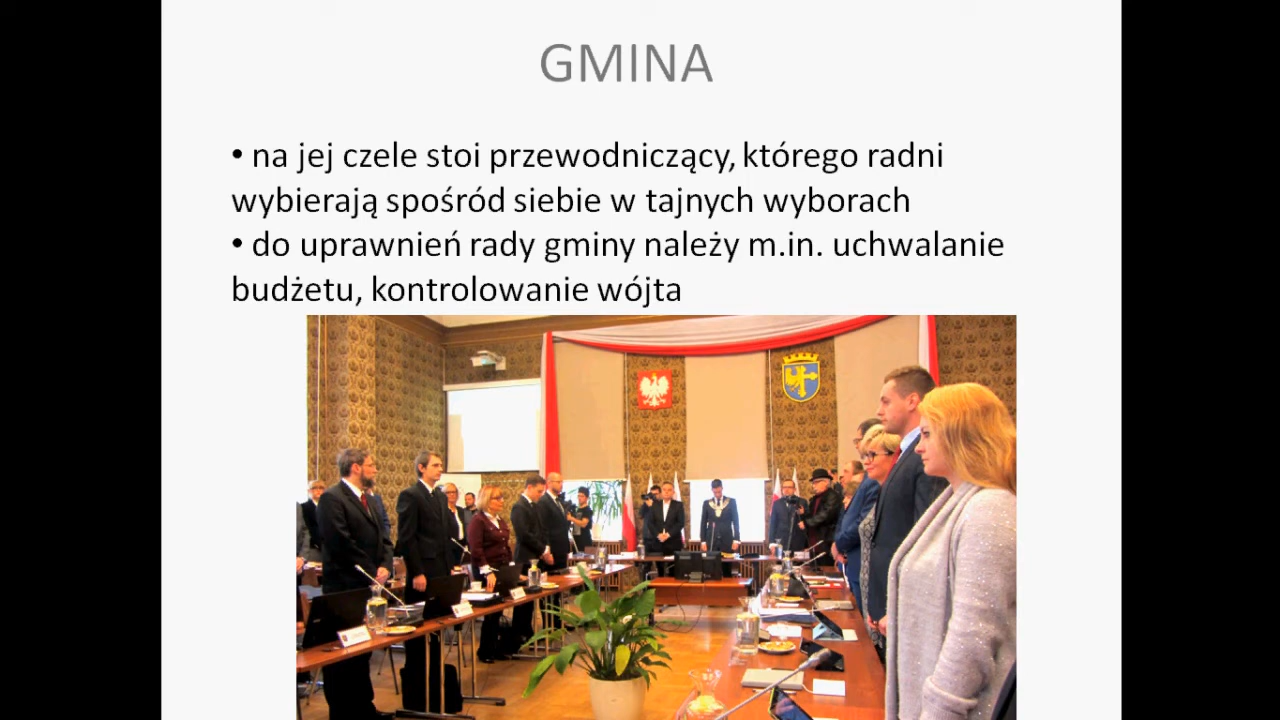 GMINA
• na jej czele stoi przewodniczący, którego radni
wybierają spośród siebie w tajnych wyborach
• do uprawnień rady gminy należy m.in. uchwalanie
budżetu, kontrolowanie wójta